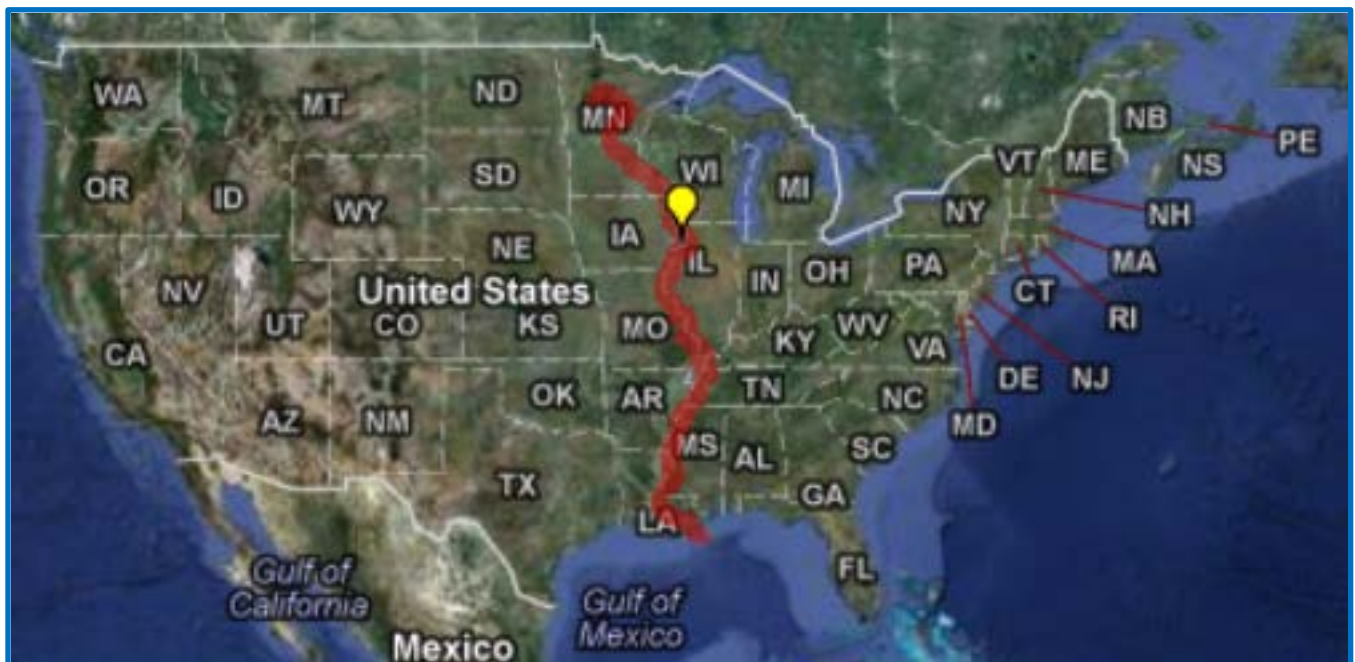 WA
MT
ND
MN
NB
PE
OR
ID
SD
WI
MI
VT
ME
NS
WY
NY
NH
IA
NE
IL
IN
OH
PA
MA
NV
United States
CT
UT
CO
KS
MO
KY
WV
VA
RI
CA
DE
NJ
OK
AR
TN
NC
MD
AZ
NM
MS
AL
SC
TX
GA
LA
FL
Gulf of
California
Gulf of
Mexico
Mexico